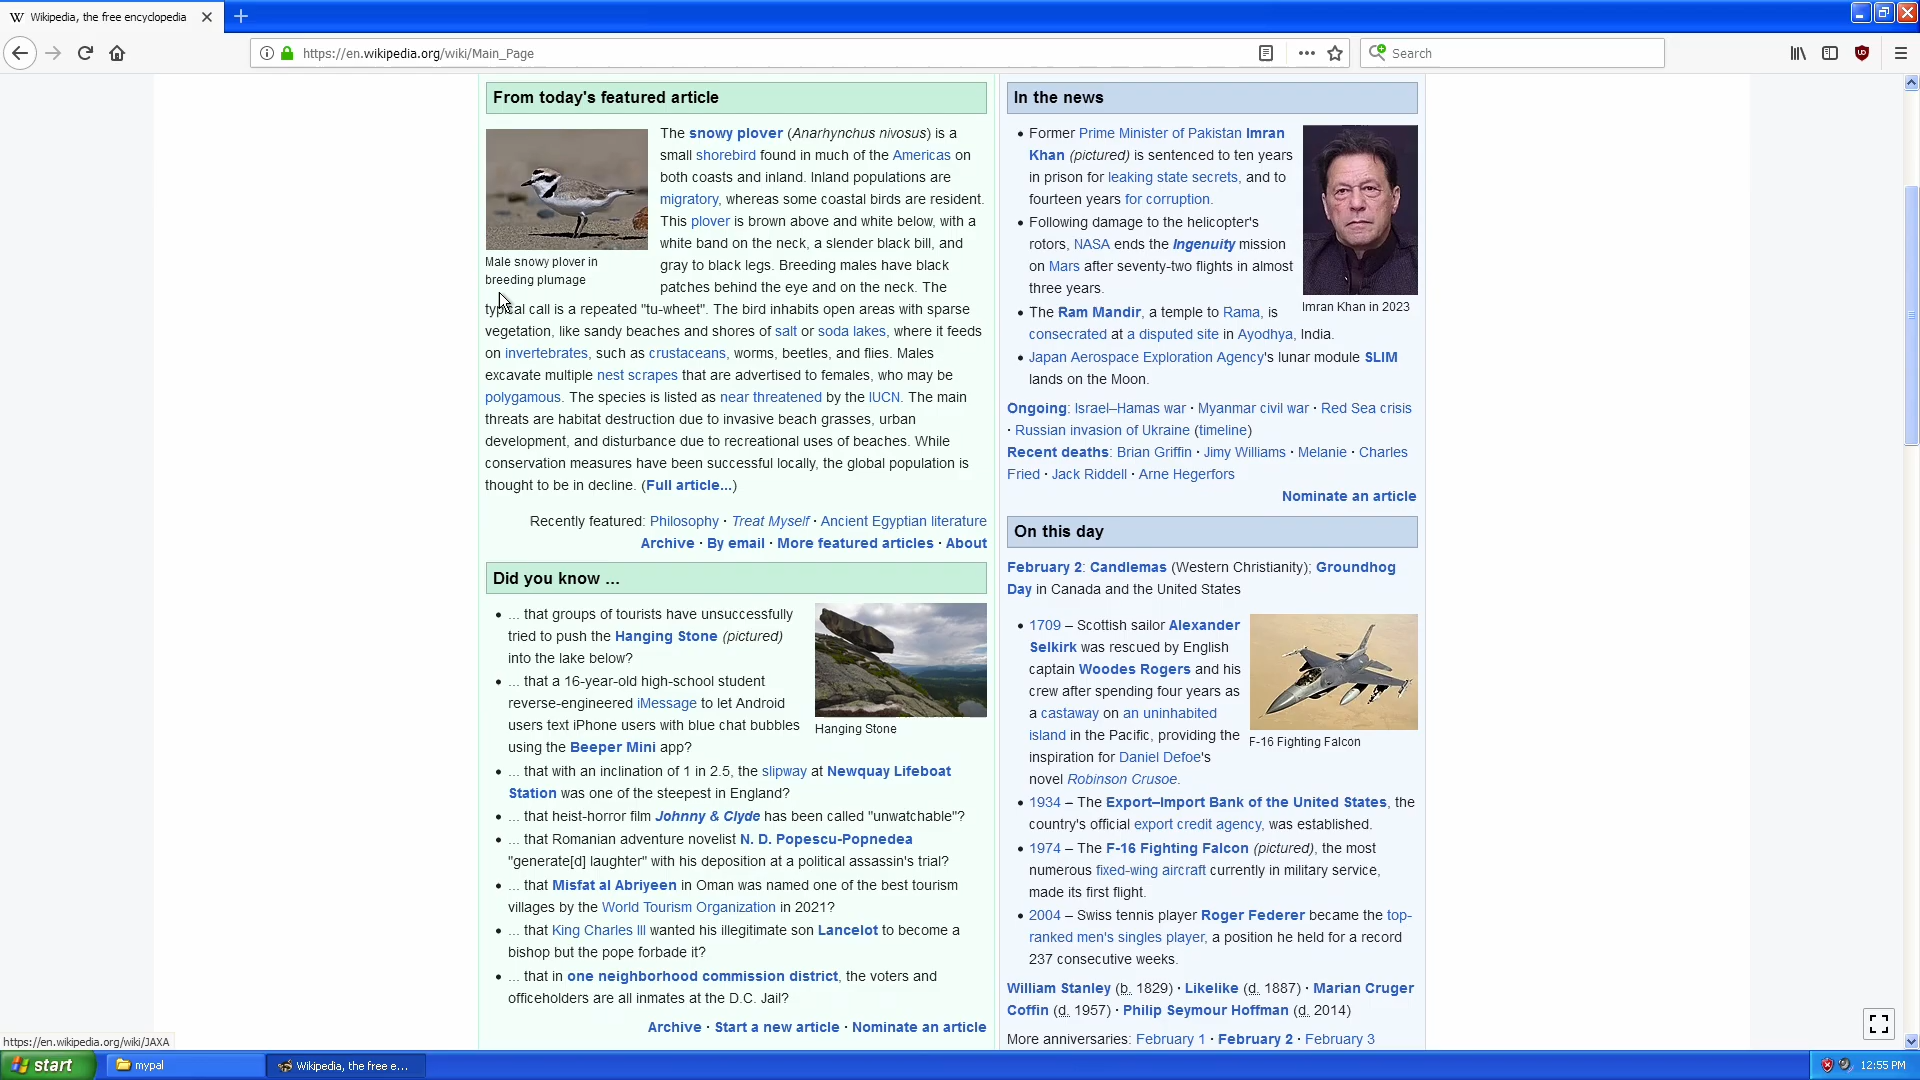 Wikipedia, the free encyclopedia
https://en.wikipedia.org/wiki/Main_Page
Search
From today's featured article
The snowy plover (Anarhynchus nivosus) is a
small shorebird found in much of the Americas on
both coasts and inland. Inland populations are
migratory, whereas some coastal birds are resident.
This plover is brown above and white below, with a
white band on the neck, a slender black bill, and
gray to black legs. Breeding males have black
patches behind the eye and on the neck. The
Male snowy plover in
breeding plumage
typical call is a repeated "tu-wheet". The bird inhabits open areas with sparse
vegetation, like sandy beaches and shores of salt or soda lakes, where it feeds
on invertebrates, such as crustaceans, worms, beetles, and flies. Males
excavate multiple nest scrapes that are advertised to females, who may be
polygamous. The species is listed as near threatened by the IUCN. The main
threats are habitat destruction due to invasive beach grasses, urban
development, and disturbance due to recreational uses of beaches. While
conservation measures have been successful locally, the global population is
thought to be in decline. (Full article...)
Recently featured: Philosophy · Treat Myself · Ancient Egyptian literature
Archive · By email · More featured articles · About
Did you know ...
... that groups of tourists have unsuccessfully
tried to push the Hanging Stone (pictured)
into the lake below?
... that a 16-year-old high-school student
reverse-engineered iMessage to let Android
users text iPhone users with blue chat bubbles
using the Beeper Mini app?
Hanging Stone
... that with an inclination of 1 in 2.5, the slipway at Newquay Lifeboat
Station was one of the steepest in England?
... that heist-horror film Johnny & Clyde has been called "unwatchable"?
... that Romanian adventure novelist N. D. Popescu-Popnedea
"generate[d] laughter" with his deposition at a political assassin's trial?
... that Misfat al Abriyeen in Oman was named one of the best tourism
villages by the World Tourism Organization in 2021?
... that King Charles III wanted his illegitimate son Lancelot to become a
bishop but the pope forbade it?
... that in one neighborhood commission district, the voters and
officeholders are all inmates at the D.C. Jail?
Archive · Start a new article · Nominate an article
In the news
Former Prime Minister of Pakistan Imran
Khan (pictured) is sentenced to ten years
in prison for leaking state secrets, and to
fourteen years for corruption.
Following damage to the helicopter's
rotors, NASA ends the Ingenuity mission
on Mars after seventy-two flights in almost
three years.
Imran Khan in 2023
The Ram Mandir, a temple to Rama, is
consecrated at a disputed site in Ayodhya, India.
Japan Aerospace Exploration Agency's lunar module SLIM
lands on the Moon.
Ongoing: Israel–Hamas war · Myanmar civil war · Red Sea crisis
· Russian invasion of Ukraine (timeline)
Recent deaths: Brian Griffin · Jimy Williams · Melanie · Charles
Fried · Jack Riddell · Arne Hegerfors
Nominate an article
On this day
February 2: Candlemas (Western Christianity); Groundhog
Day in Canada and the United States
1709 – Scottish sailor Alexander
Selkirk was rescued by English
captain Woodes Rogers and his
crew after spending four years as
a castaway on an uninhabited
island in the Pacific, providing the
inspiration for Daniel Defoe's
novel Robinson Crusoe.
F-16 Fighting Falcon
1934 – The Export–Import Bank of the United States, the
country's official export credit agency, was established.
1974 – The F-16 Fighting Falcon (pictured), the most
numerous fixed-wing aircraft currently in military service,
made its first flight.
2004 – Swiss tennis player Roger Federer became the top-
ranked men's singles player, a position he held for a record
237 consecutive weeks.
William Stanley (b. 1829) · Likelike (d. 1887) · Marian Cruger
Coffin (d. 1957) · Philip Seymour Hoffman (d. 2014)
More anniversaries: February 1 · February 2 · February 3
https://en.wikipedia.org/wiki/JAXA
start
mypal
Wikipedia, the free e...
12:55 PM